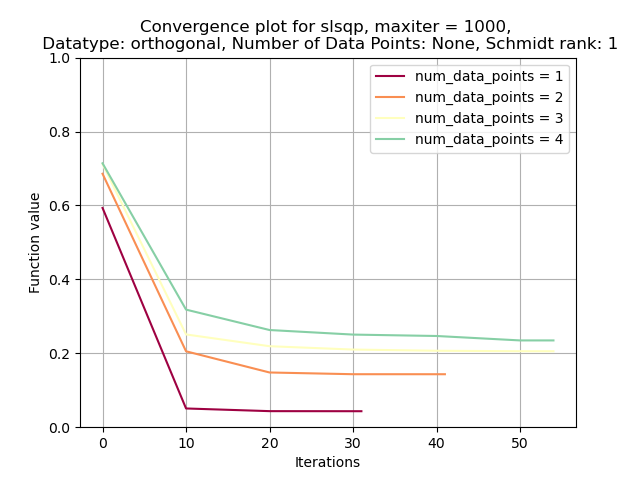 Convergence plot for slsqp, maxiter = 1000,
Datatype: orthogonal, Number of Data Points: None, Schmidt rank: 1
num_data_points = 1
num_data_points = 2
num_data_points = 3
num_data_points = 4
1.0
0.8
0.6
0.4
0.2
0.0
Function value
0 10 20 30 40 50
Iterations